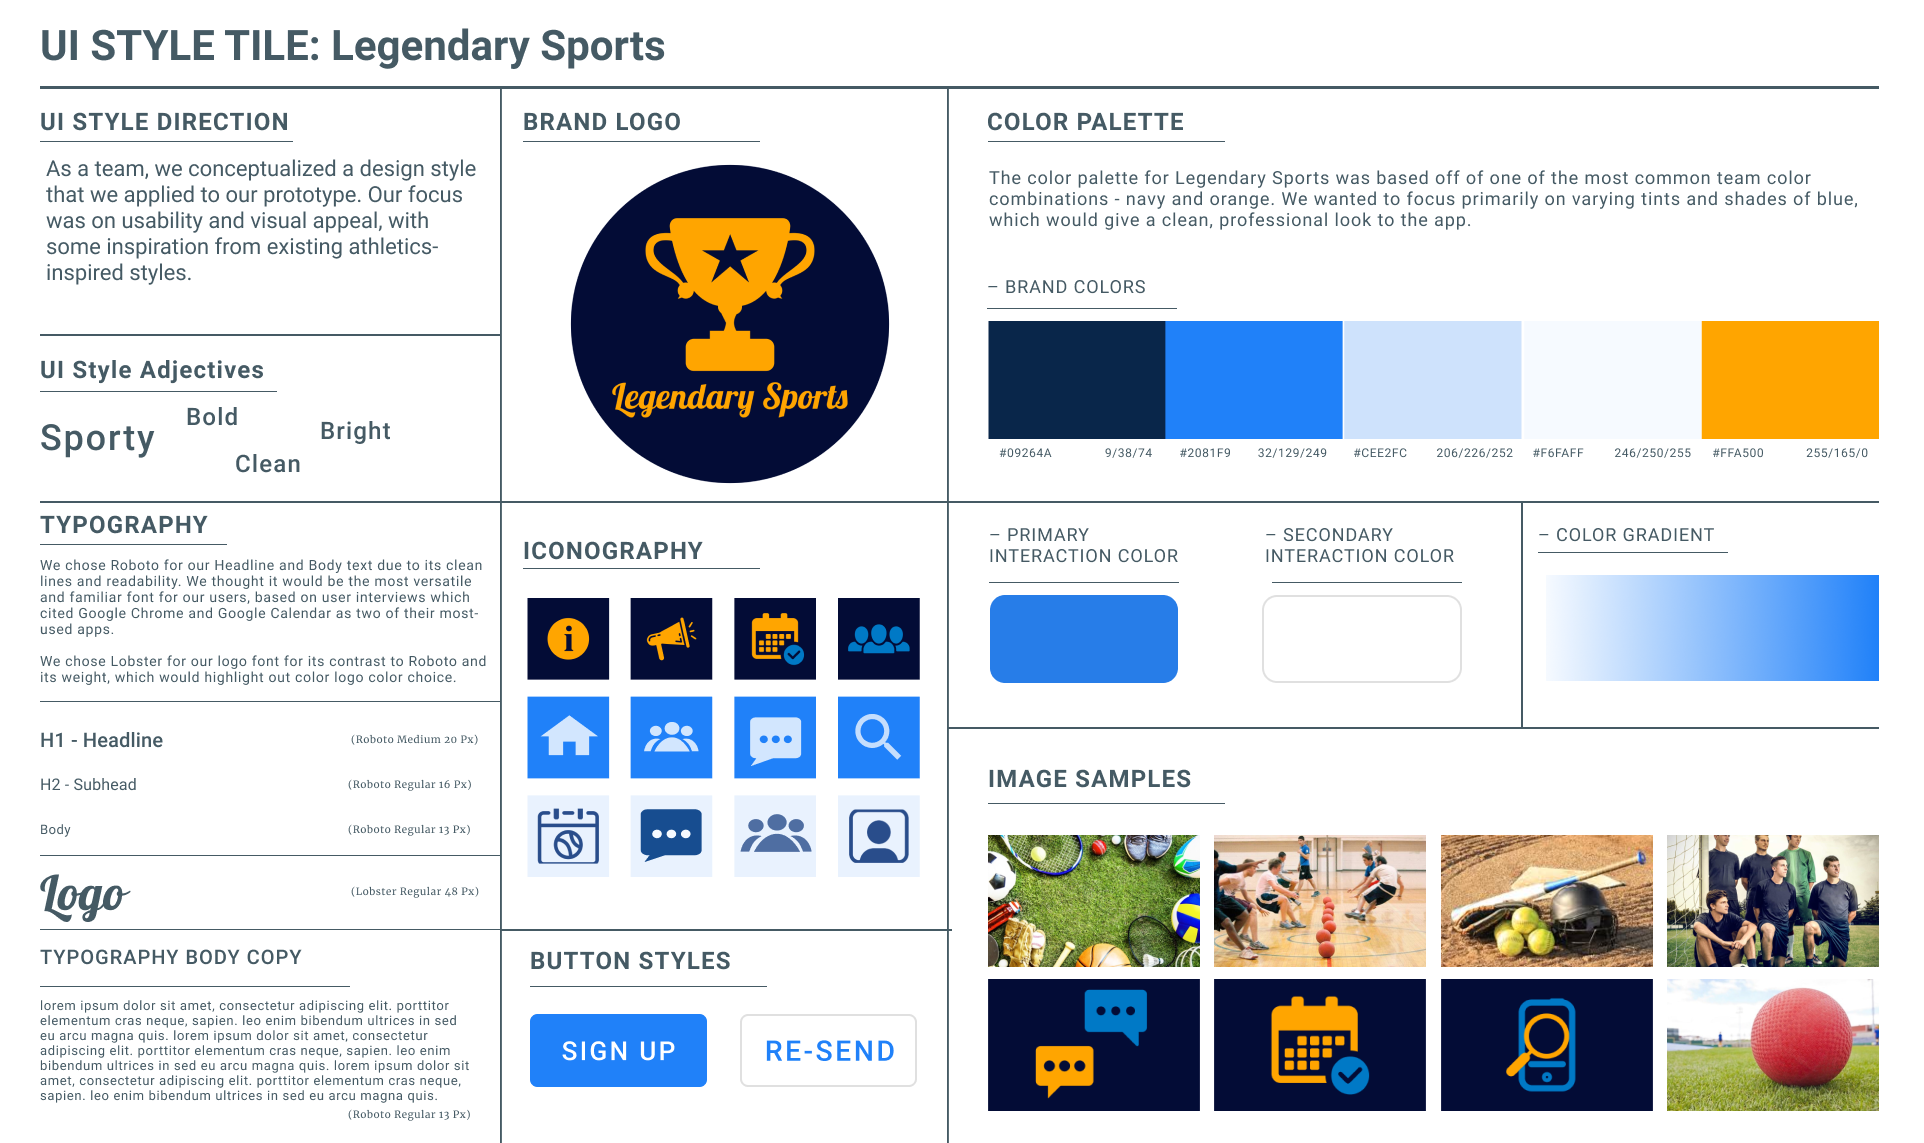 UI STYLE TILE: Legendary Sports
UI STYLE DIRECTION
As a team, we conceptualized a design style
that we applied to our prototype. Our focus
was on usability and visual appeal, with
some inspiration from existing athletics-
inspired styles.
UI Style Adjectives
Sporty
Bold
Bright
Clean
BRAND LOGO
Legendary Sports
COLOR PALETTE
The color palette for Legendary Sports was based off of one of the most common team color
combinations - navy and orange. We wanted to focus primarily on varying tints and shades of blue,
which would give a clean, professional look to the app.
– BRAND COLORS
#09264A 9/38/74 #2081F9 32/129/249 #CEE2FC 206/226/252 #F6FAFF 246/250/255 #FFA500 255/165/0
TYPOGRAPHY
We chose Roboto for our Headline and Body text due to its clean
lines and readability. We thought it would be the most versatile
and familiar font for our users, based on user interviews which
cited Google Chrome and Google Calendar as two of their most-
used apps.
We chose Lobster for our logo font for its contrast to Roboto and
its weight, which would highlight out color logo color choice.
H1 - Headline (Roboto Medium 20 Px)
H2 - Subhead (Roboto Regular 16 Px)
Body (Roboto Regular 13 Px)
Logo (Lobster Regular 48 Px)
TYPOGRAPHY BODY COPY
lorem ipsum dolor sit amet, consectetur adipiscing elit. porttitor
elementum cras neque, sapien. leo enim bibendum ultrices in sed
eu arcu magna quis. lorem ipsum dolor sit amet, consectetur
adipiscing elit. porttitor elementum cras neque, sapien. leo enim
bibendum ultrices in sed eu arcu magna quis. lorem ipsum dolor sit
amet, consectetur adipiscing elit. porttitor elementum cras neque,
sapien. leo enim bibendum ultrices in sed eu arcu magna quis.
(Roboto Regular 13 Px)
ICONOGRAPHY
BUTTON STYLES
SIGN UP
RE-SEND
– PRIMARY
INTERACTION COLOR
– SECONDARY
INTERACTION COLOR
– COLOR GRADIENT
IMAGE SAMPLES